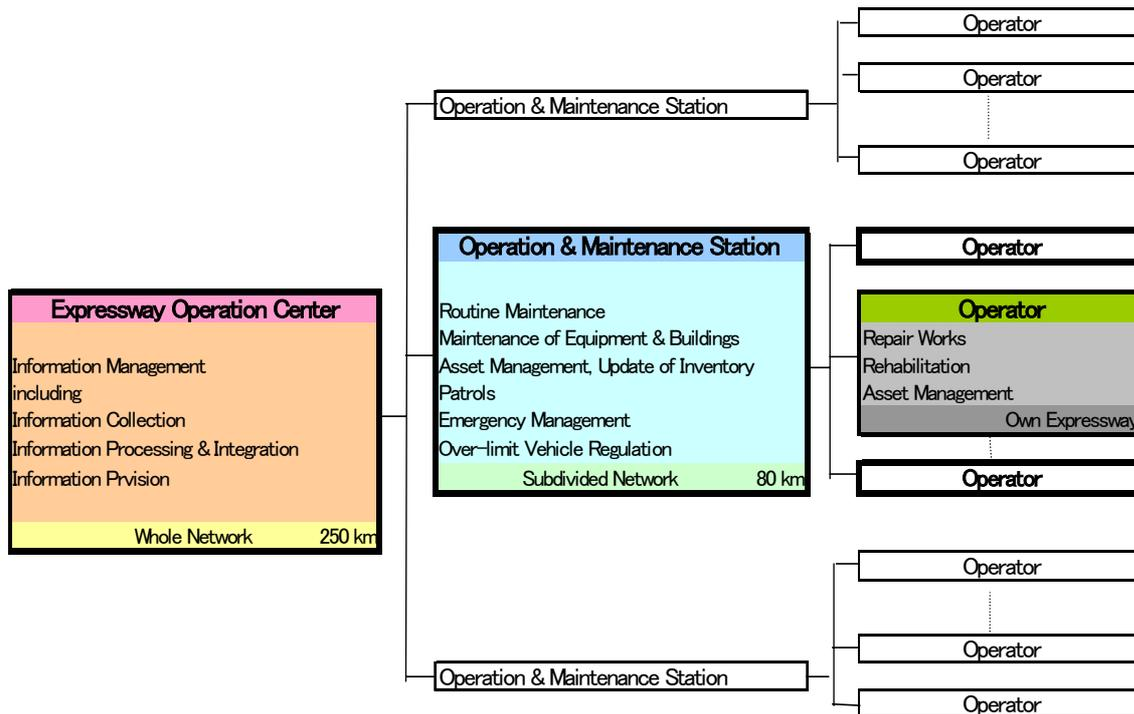 Operator
Operator
Operation & Maintenance Station
Operator
Expressway Operation Center
Information Management
including
Information Collection
Information Processing & Integration
Information Prvision
Whole Network 250 km
Operation & Maintenance Station
Routine Maintenance
Maintenance of Equipment & Buildings
Asset Management, Update of Inventory
Patrols
Emergency Management
Over-limit Vehicle Regulation
Subdivided Network 80 km
Operator
Operator
Repair Works
Rehabilitation
Asset Management
Own Expressway
Operator
Operator
Operator
Operation & Maintenance Station
Operator